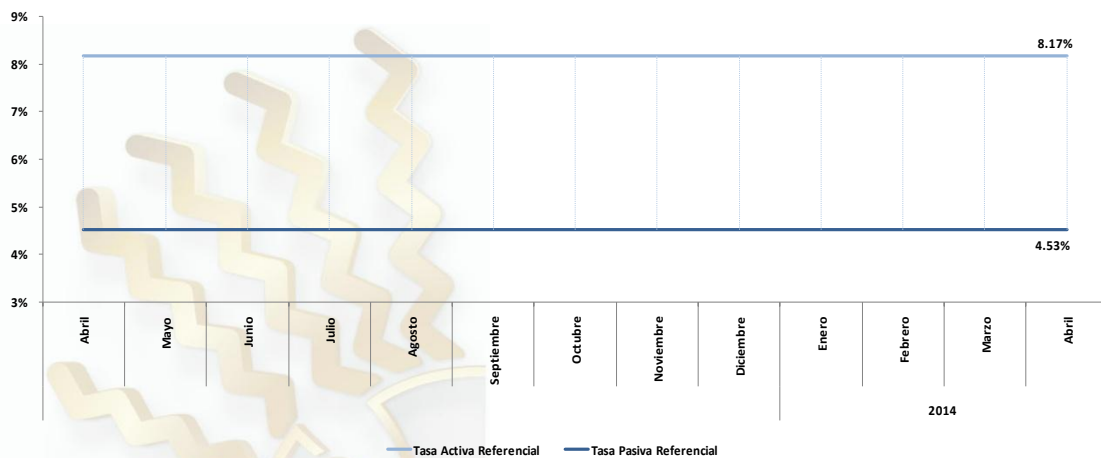 9%
8%
7%
6%
5%
4%
3%
8.17%
4.53%
Abril
Mayo
Junio
Julio
Agosto
Septiembre
Octubre
Noviembre
Diciembre
Enero
Febrero
Marzo
Abril
2014
Tasa Activa Referencial
Tasa Pasiva Referencial